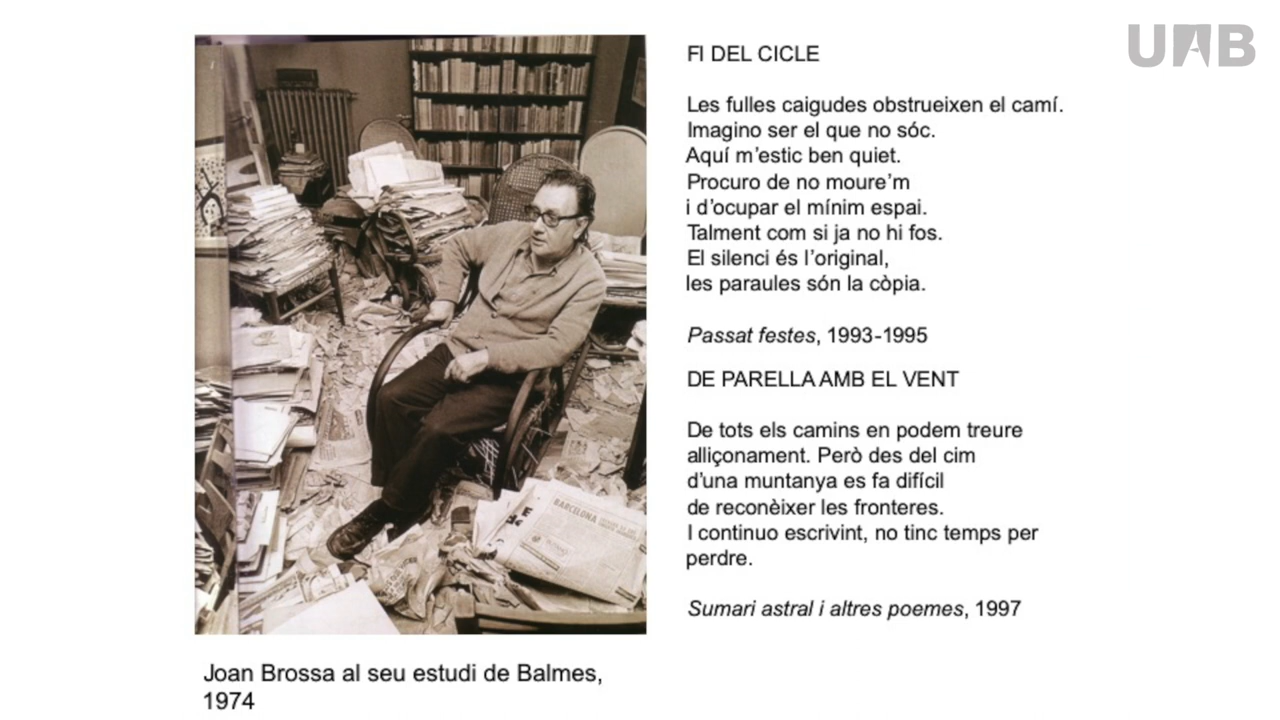 UAB
FI DEL CICLE
Les fulles caigudes obstrueixen el camí.
Imagino ser el que no sóc.
Aquí m’estic ben quiet.
Procuro de no moure’m
i d’ocupar el mínim espai.
Talment com si ja no hi fos.
El silenci és l’original,
les paraules són la còpia.
Passat festes, 1993-1995
DE PARELLA AMB EL VENT
De tots els camins en podem treure
alliçonament. Però des del cim
d’una muntanya es fa difícil
de reconèixer les fronteres.
I continuo escrivint, no tinc temps per
perdre.
Sumari astral i altres poemes, 1997
BARCELONA
Joan Brossa al seu estudi de Balmes,
1974